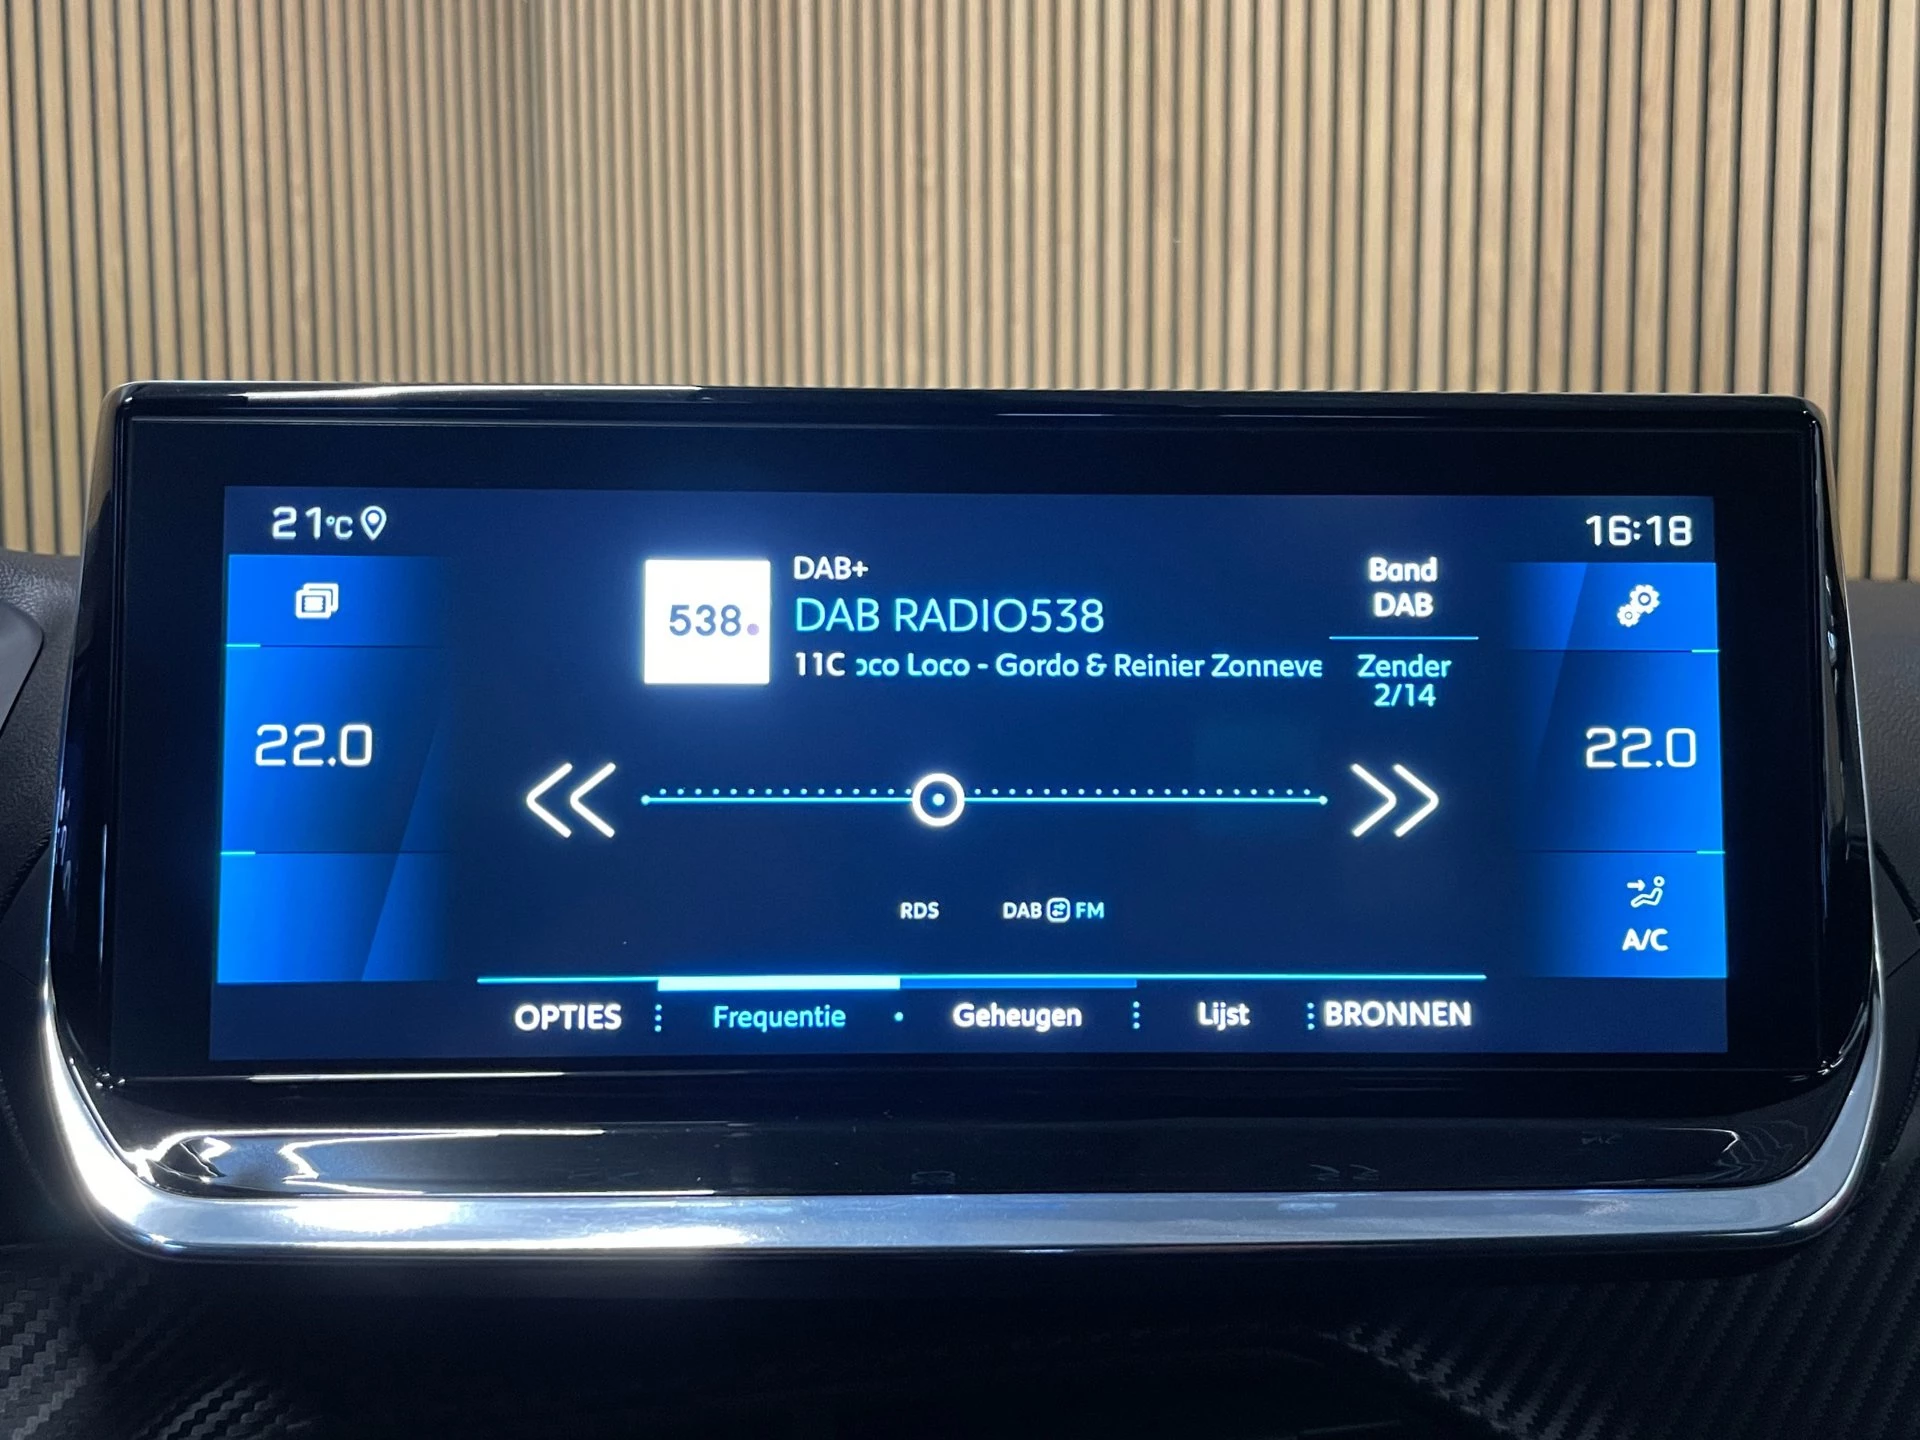 21°C
16:18
538.
DAB+
DAB RADIO538
11C oco Loco - Gordo & Reinier Zonneve
Band
DAB
Zender
2/14
22.0
22.0
RDS
DAB FM
A/C
OPTIES
Frequentie
Geheugen
Lijst
BRONNEN